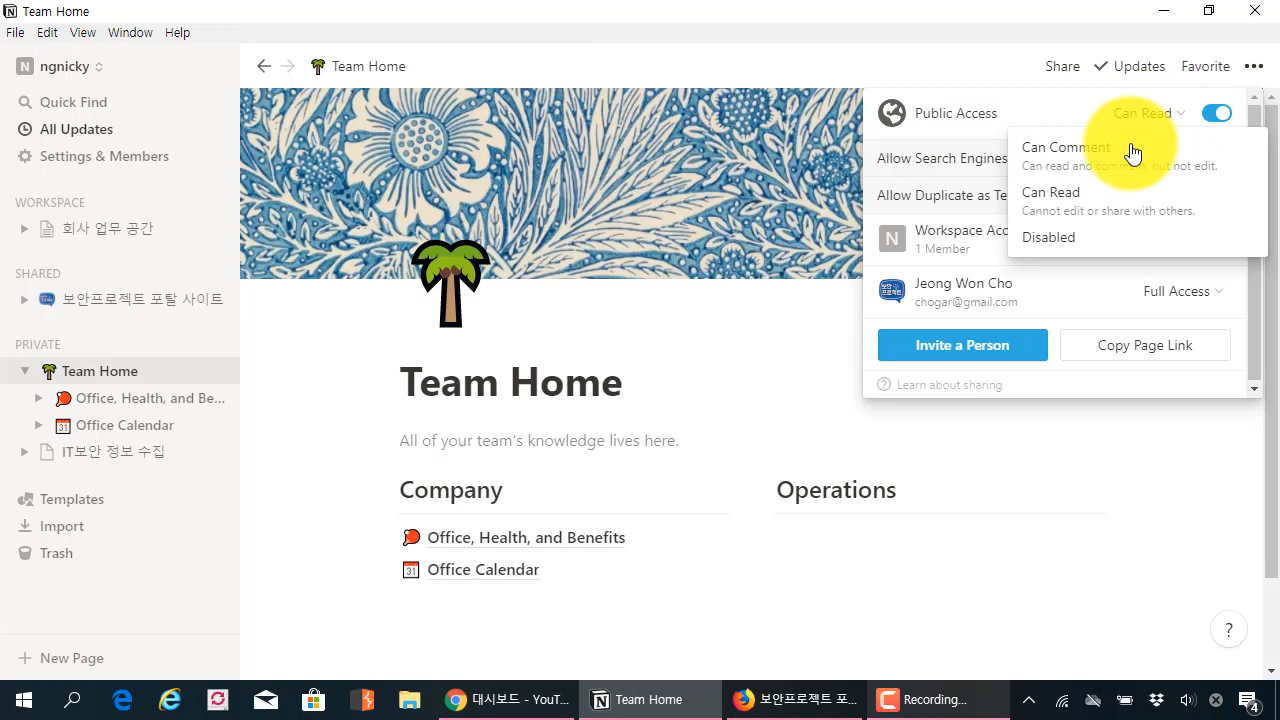 Team Home
File Edit View Window Help
N ngnicky
Quick Find
All Updates
Settings & Members
WORKSPACE
회사 업무 공간
SHARED
보안프로젝트 포탈 사이트
PRIVATE
Team Home
Office, Health, and Be...
Office Calendar
IT보안 정보 수집
Templates
Import
Trash
New Page
Team Home
Share Updates Favorite
Public Access Can Read
Allow Search Engines
Allow Duplicate as Te
Can Comment
Can read and comment, but not edit.
Can Read
Cannot edit or share with others.
Disabled
N Workspace Acc
1 Member
Jeong Won Cho
chogar@gmail.com
Full Access
Invite a Person Copy Page Link
Learn about sharing
Team Home
All of your team's knowledge lives here.
Company Operations
Office, Health, and Benefits
31 Office Calendar
?
대시보드 - YouT... Team Home 보안프로젝트 포... Recording... 4